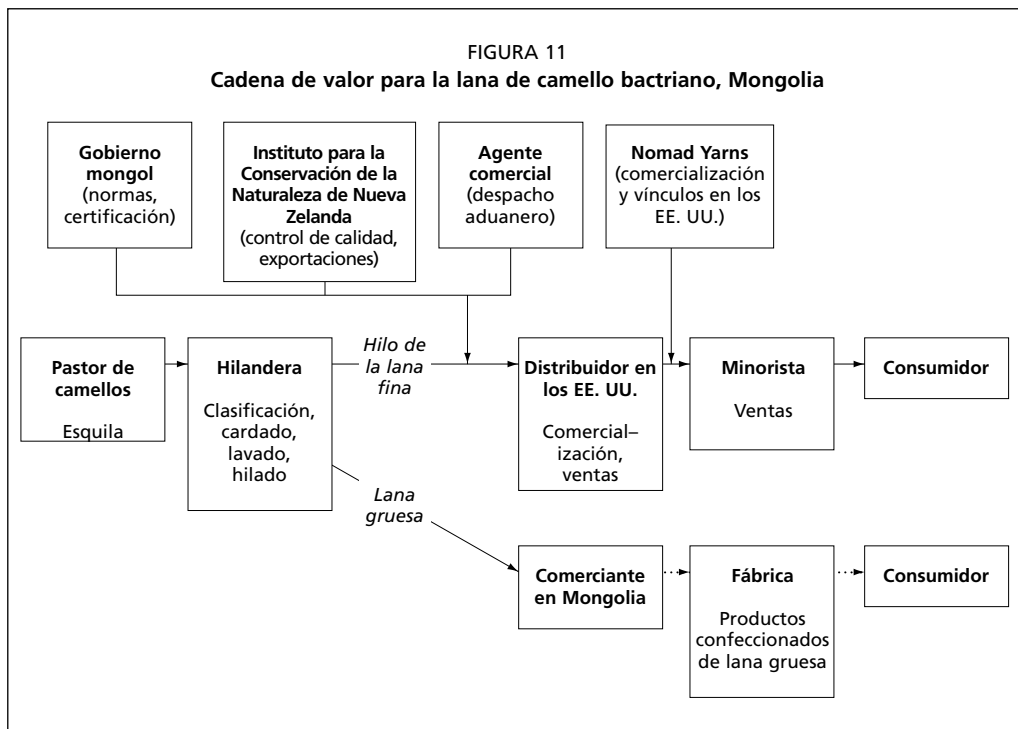 FIGURA 11
Cadena de valor para la lana de camello bactriano, Mongolia
Gobierno
mongol
(normas,
certificación)
Instituto para la
Conservación de la
Naturaleza de Nueva
Zelanda
(control de calidad,
exportaciones)
Agente
comercial
(despacho
aduanero)
Nomad Yarns
(comercialización
y vínculos en los
EE. UU.)
Pastor de
camellos
Esquila
Hilandera
Clasificación,
cardado,
lavado,
hilado
Hilo de
la lana
fina
Distribuidor en
los EE. UU.
Comercial–
ización,
ventas
Minorista
Ventas
Consumidor
Lana
gruesa
Comerciante
en Mongolia
Fábrica
Productos
confeccionados
de lana gruesa
Consumidor